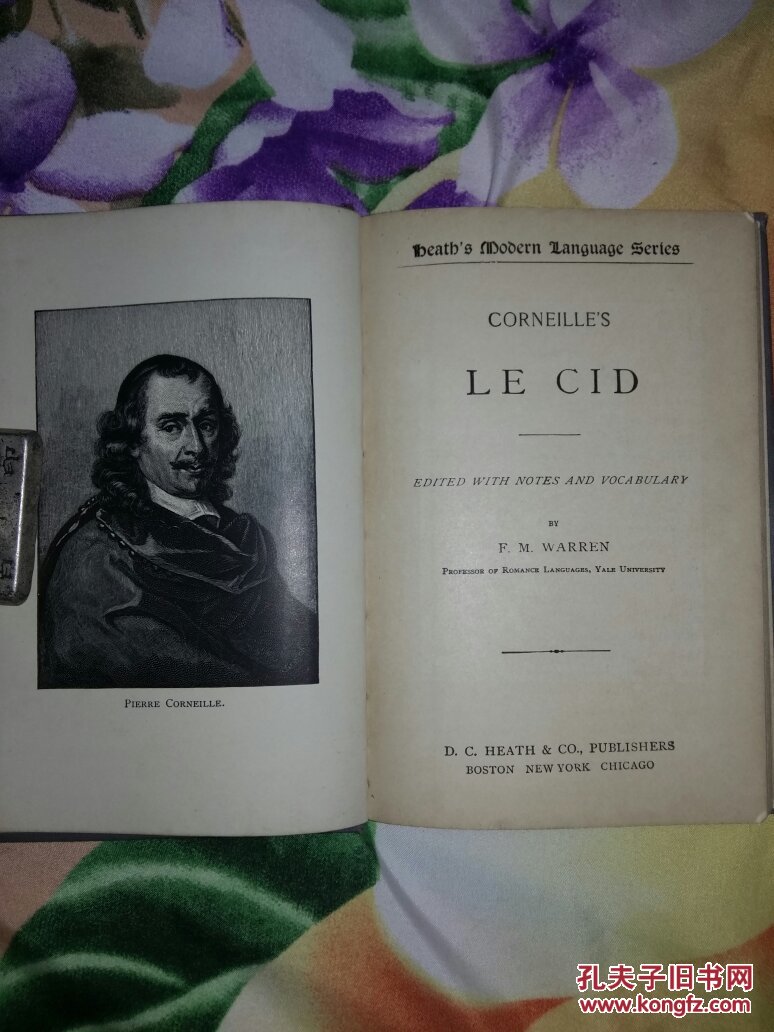 Heath's Modern Language Series
CORNEILLE'S
LE CID
EDITED WITH NOTES AND VOCABULARY
BY
F. M. WARREN
PROFESSOR OF ROMANCE LANGUAGES, YALE UNIVERSITY
D. C. HEATH & CO., PUBLISHERS
BOSTON NEW YORK CHICAGO
PIERRE CORNEILLE.
孔夫子旧书网
www.kongfz.com